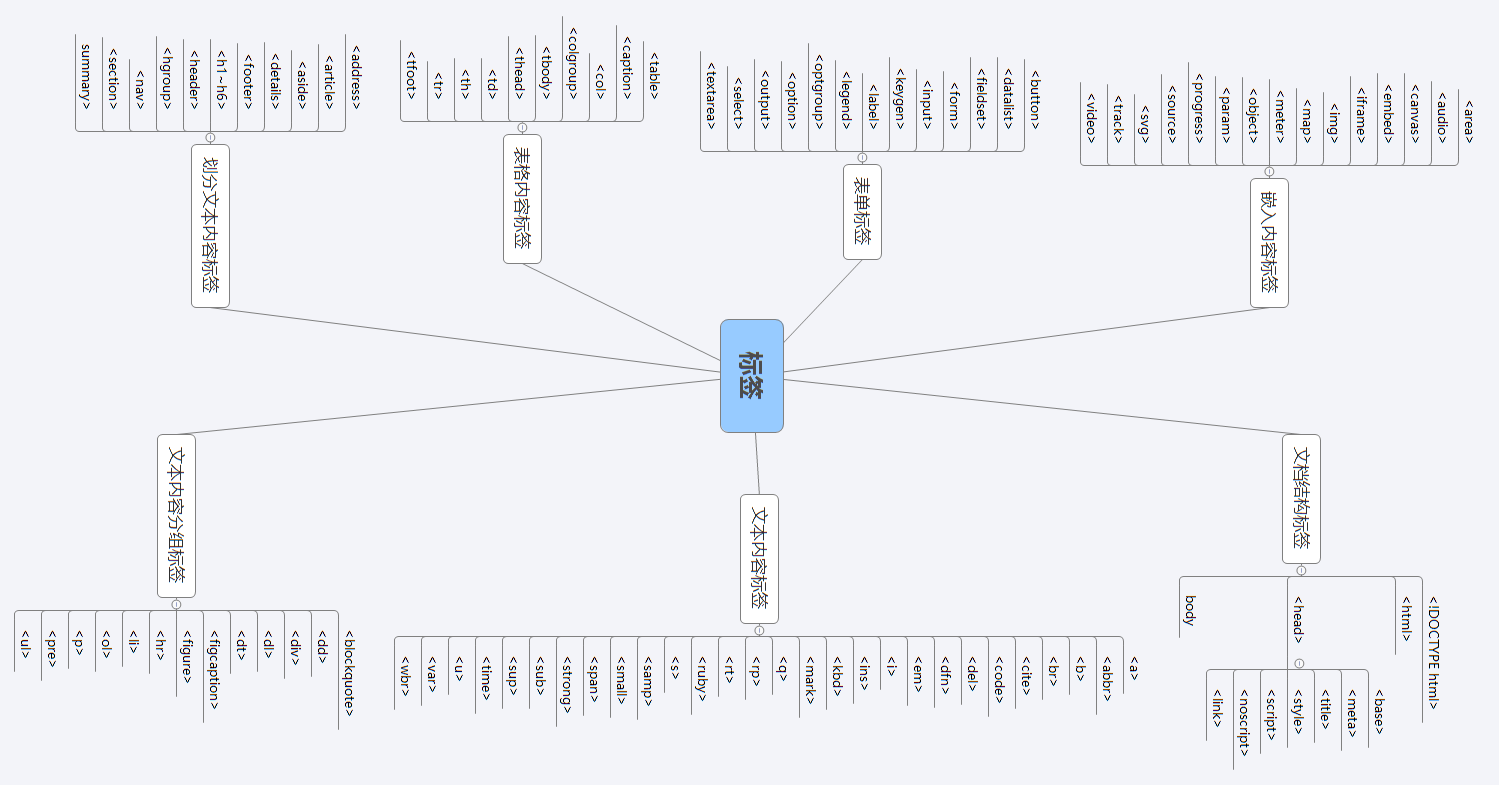 标签
文档结构标签
<!DOCTYPE html>
<html>
<head>
<base>
<meta>
<title>
<style>
<script>
<noscript>
<link>
body
文本内容标签
<a>
<abbr>
<b>
<br>
<cite>
<code>
<del>
<dfn>
<em>
<i>
<ins>
<kbd>
<mark>
<q>
<rp>
<rt>
<ruby>
<s>
<samp>
<small>
<span>
<strong>
<sub>
<sup>
<time>
<u>
<var>
<wbr>
文本内容分组标签
<blockquote>
<dd>
<div>
<dl>
<dt>
<figcaption>
<figure>
<hr>
<li>
<ol>
<p>
<pre>
<ul>
划分文本内容标签
<address>
<article>
<aside>
<details>
<footer>
<h1~h6>
<header>
<hgroup>
<nav>
<section>
summary>
表格内容标签
<table>
<caption>
<col>
<colgroup>
<tbody>
<thead>
<td>
<th>
<tr>
<tfoot>
表单标签
<button>
<datalist>
<fieldset>
<form>
<input>
<keygen>
<label>
<legend>
<optgroup>
<option>
<output>
<select>
<textarea>
嵌入内容标签
<area>
<audio>
<canvas>
<embed>
<iframe>
<img>
<map>
<meter>
<object>
<param>
<progress>
<source>
<svg>
<track>
<video>